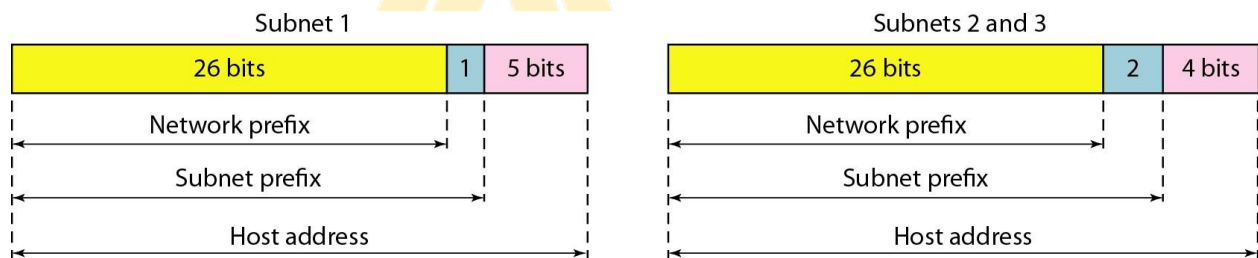 Subnet 1
26 bits 1 5 bits
Network prefix
Subnet prefix
Host address
Subnets 2 and 3
26 bits 2 4 bits
Network prefix
Subnet prefix
Host address